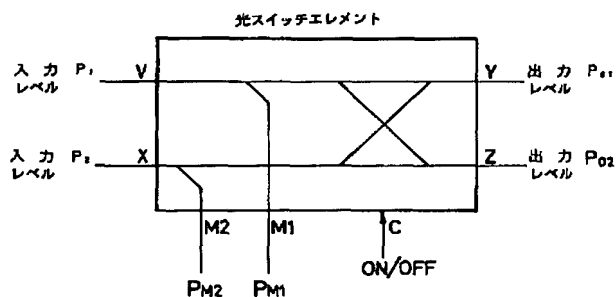 光スイッチエレメント
入力 P₁ V Y 出力 P₀₁
レベル レベル
入力 P₂ X Z 出力 P₀₂
レベル レベル
M2 M1 C
PM2 PM1 ON/OFF